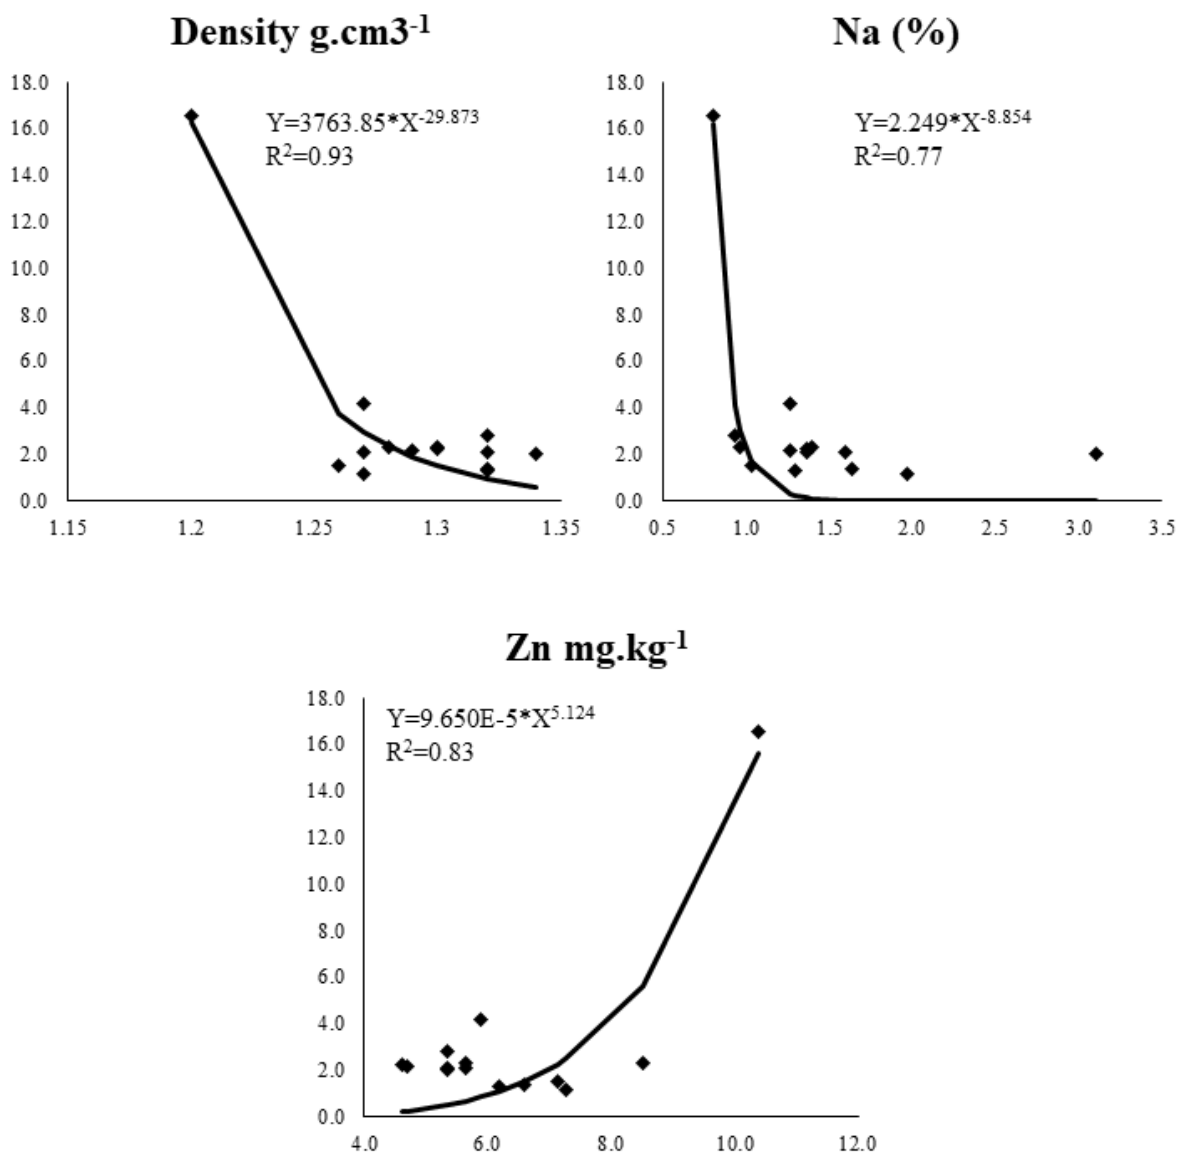 Density g.cm3-1
Y=3763.85*X-29.873
R2=0.93
18.0
16.0
14.0
12.0
10.0
8.0
6.0
4.0
2.0
0.0
1.15 1.2 1.25 1.3 1.35
Na (%)
Y=2.249*X-8.854
R2=0.77
18.0
16.0
14.0
12.0
10.0
8.0
6.0
4.0
2.0
0.0
0.5 1.0 1.5 2.0 2.5 3.0 3.5
Zn mg.kg-1
Y=9.650E-5*X5.124
R2=0.83
18.0
16.0
14.0
12.0
10.0
8.0
6.0
4.0
2.0
0.0
4.0 6.0 8.0 10.0 12.0